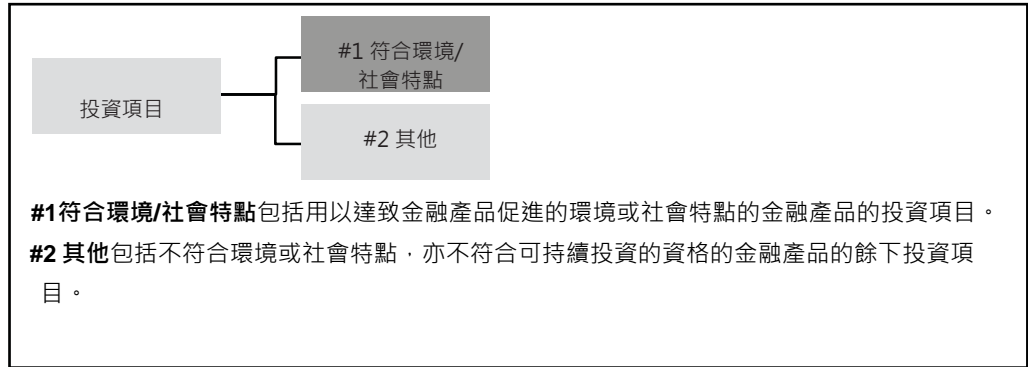 #1 符合環境/
社會特點
投資項目
#2 其他
#1符合環境/社會特點包括用以達致金融產品促進的環境或社會特點的金融產品的投資項目。
#2 其他包括不符合環境或社會特點，亦不符合可持續投資的資格的金融產品的餘下投資項
目。